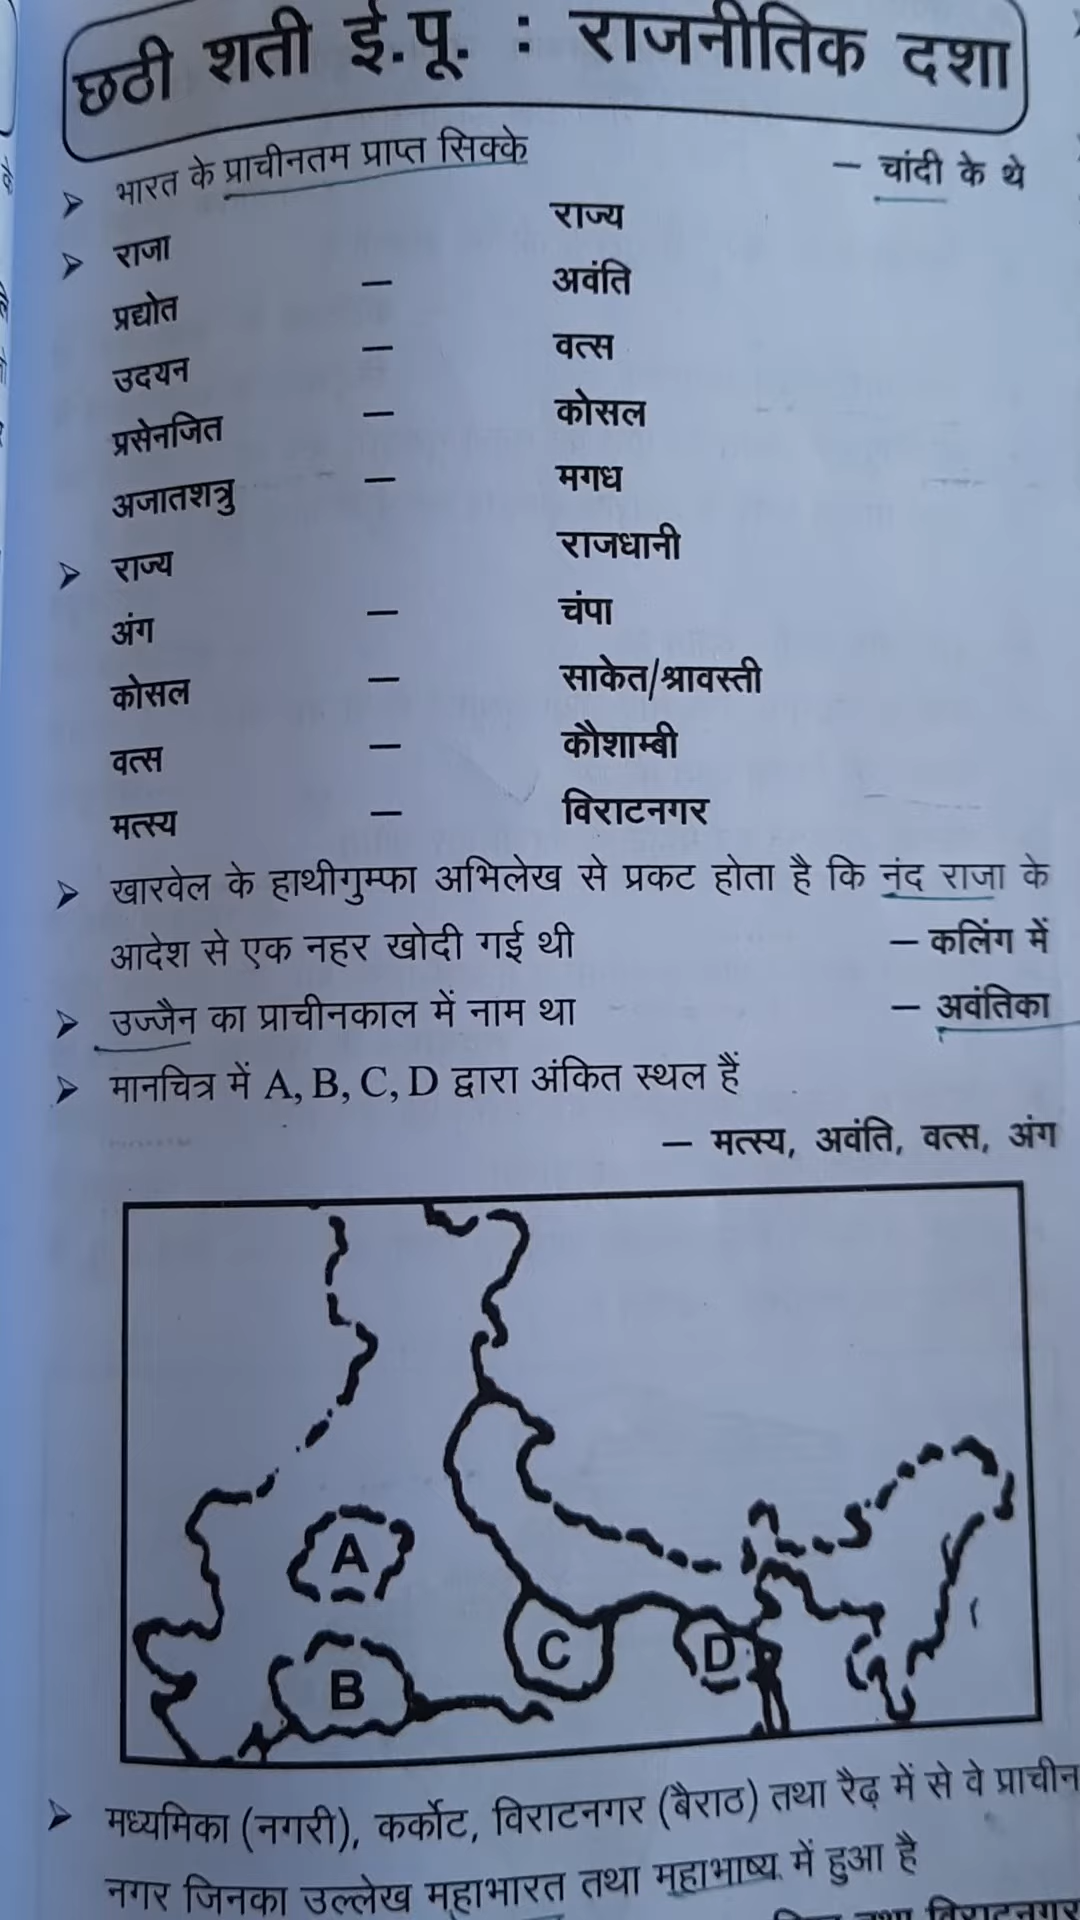 छठी शती ई.पू. : राजनीतिक दशा
➢ भारत के प्राचीनतम प्राप्त सिक्के – चांदी के थे
➢ राजा राज्य
प्रद्योत – अवंति
उदयन – वत्स
प्रसेनजित – कोसल
अजातशत्रु – मगध
➢ राज्य राजधानी
अंग – चंपा
कोसल – साकेत/श्रावस्ती
वत्स – कौशाम्बी
मत्स्य – विराटनगर
➢ खारवेल के हाथीगुम्फा अभिलेख से प्रकट होता है कि नंद राजा के
आदेश से एक नहर खोदी गई थी – कलिंग में
➢ उज्जैन का प्राचीनकाल में नाम था – अवंतिका
➢ मानचित्र में A, B, C, D द्वारा अंकित स्थल हैं
– मत्स्य, अवंति, वत्स, अंग
A
B
C
D
➢ मध्यमिका (नगरी), कर्कोट, विराटनगर (बैराठ) तथा रैढ़ में से वे प्राचीन
नगर जिनका उल्लेख महाभारत तथा महाभाष्य में हुआ है
तथा विराटनगर